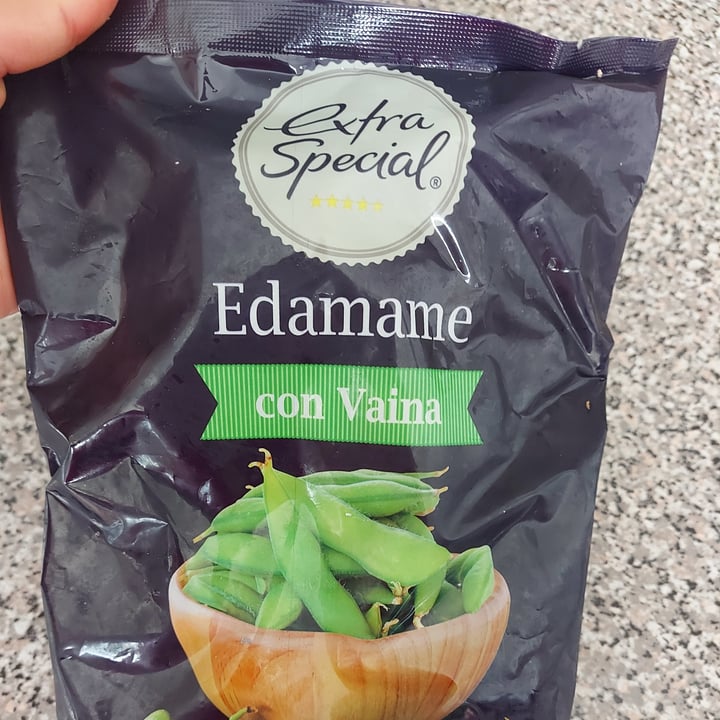 extra
Special®
Edamame
con Vaina